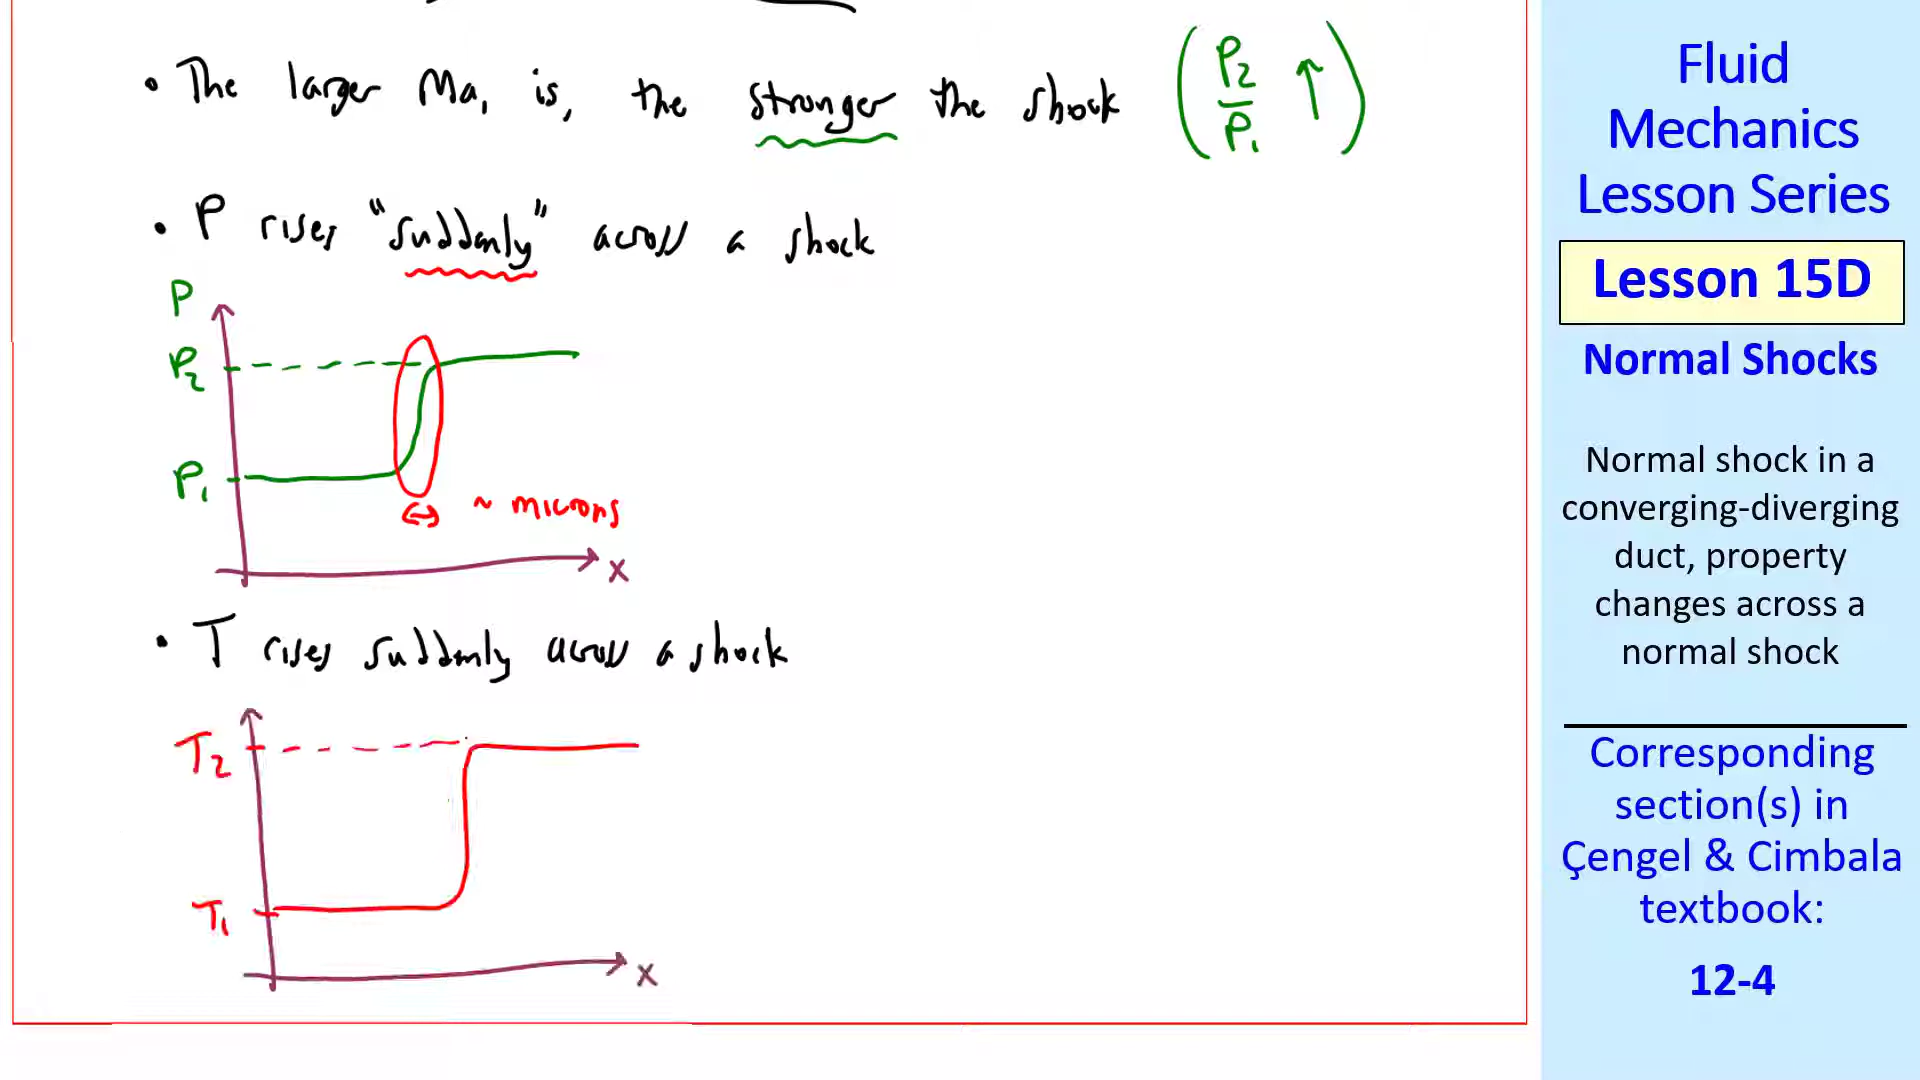 • The larger Ma₁ is, the stronger the shock (P₂/P₁ ↑)
• P rises "suddenly" across a shock
P
P₂
P₁
~ microns
x
• T rises suddenly across a shock
T₂
T₁
x
Fluid
Mechanics
Lesson Series
Lesson 15D
Normal Shocks
Normal shock in a
converging-diverging
duct, property
changes across a
normal shock
Corresponding
section(s) in
Çengel & Cimbala
textbook:
12-4